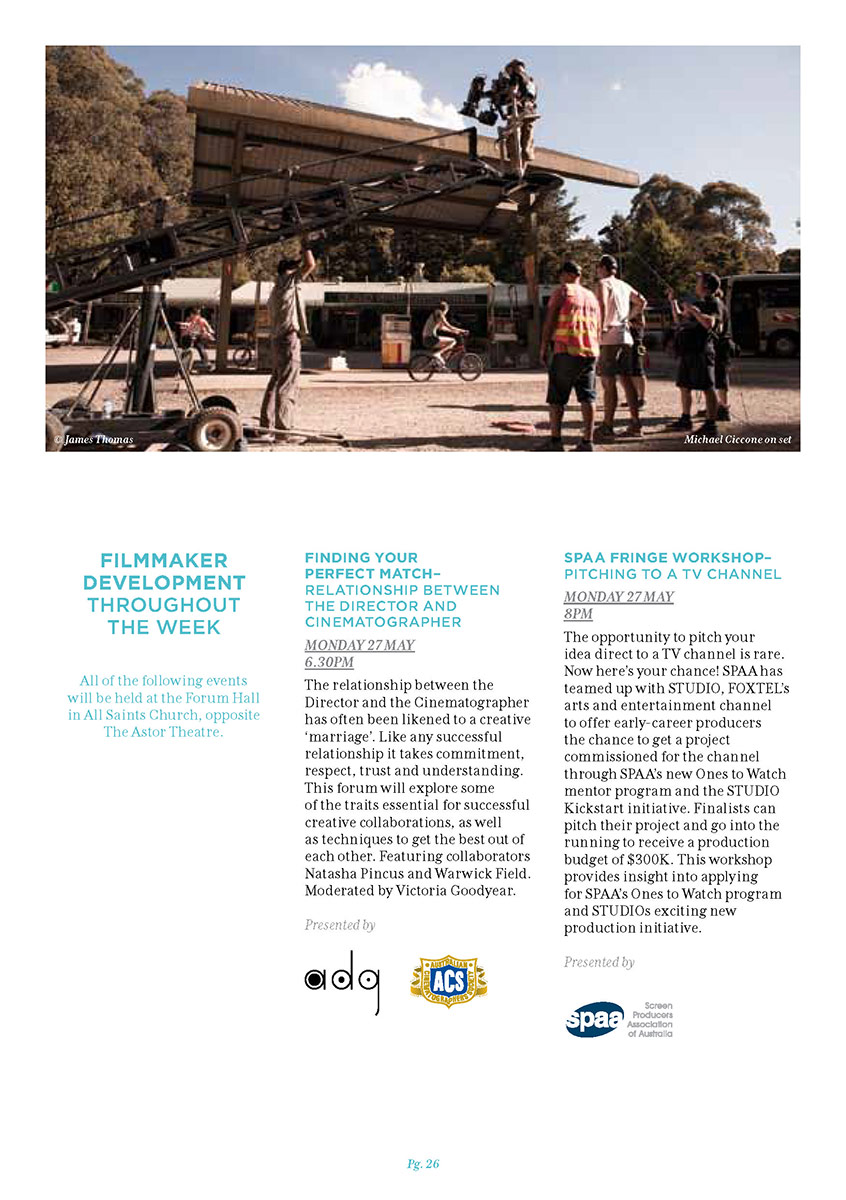 © James Thomas
Michael Ciccone on set
FILMMAKER
DEVELOPMENT
THROUGHOUT
THE WEEK
All of the following events
will be held at the Forum Hall
in All Saints Church, opposite
The Astor Theatre.
FINDING YOUR
PERFECT MATCH–
RELATIONSHIP BETWEEN
THE DIRECTOR AND
CINEMATOGRAPHER
MONDAY 27 MAY
6.30PM
The relationship between the
Director and the Cinematographer
has often been likened to a creative
‘marriage’. Like any successful
relationship it takes commitment,
respect, trust and understanding.
This forum will explore some
of the traits essential for successful
creative collaborations, as well
as techniques to get the best out of
each other. Featuring collaborators
Natasha Pincus and Warwick Field.
Moderated by Victoria Goodyear.
Presented by
adg
AUSTRALIAN
ACS
CINEMATOGRAPHERS SOCIETY
SPAA FRINGE WORKSHOP–
PITCHING TO A TV CHANNEL
MONDAY 27 MAY
8PM
The opportunity to pitch your
idea direct to a TV channel is rare.
Now here’s your chance! SPAA has
teamed up with STUDIO, FOXTEL’s
arts and entertainment channel
to offer early-career producers
the chance to get a project
commissioned for the channel
through SPAA’s new Ones to Watch
mentor program and the STUDIO
Kickstart initiative. Finalists can
pitch their project and go into the
running to receive a production
budget of $300K. This workshop
provides insight into applying
for SPAA’s Ones to Watch program
and STUDIOs exciting new
production initiative.
Presented by
spaa
Screen
Producers
Association
of Australia
Pg. 26